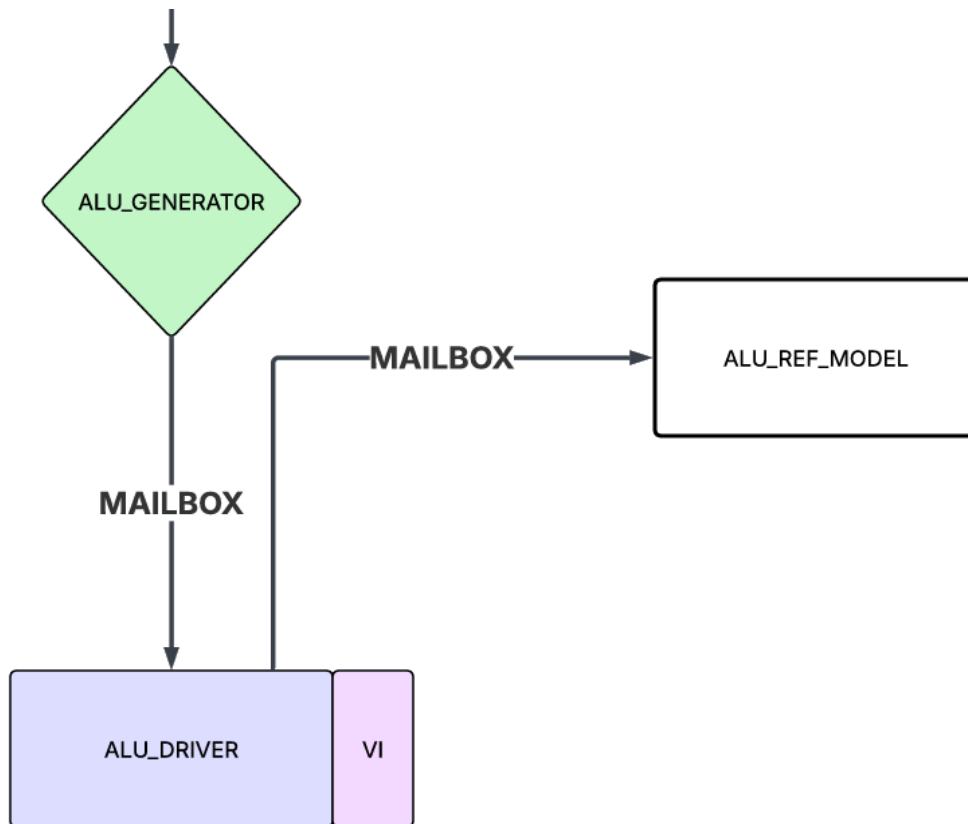 ALU_GENERATOR
MAILBOX
ALU_REF_MODEL
MAILBOX
ALU_DRIVER
VI